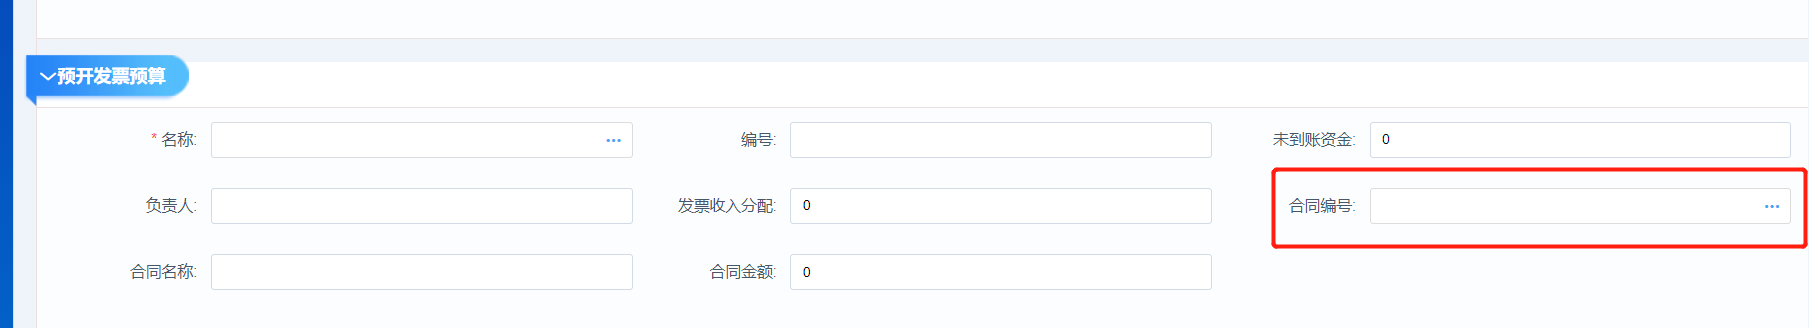 预开发票预算
* 名称: ···
编号:
未到账资金: 0
负责人:
发票收入分配: 0
合同编号: ···
合同名称:
合同金额: 0